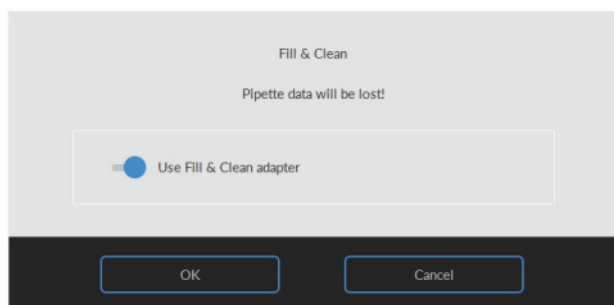 Fill & Clean
Pipette data will be lost!
Use Fill & Clean adapter
OK
Cancel